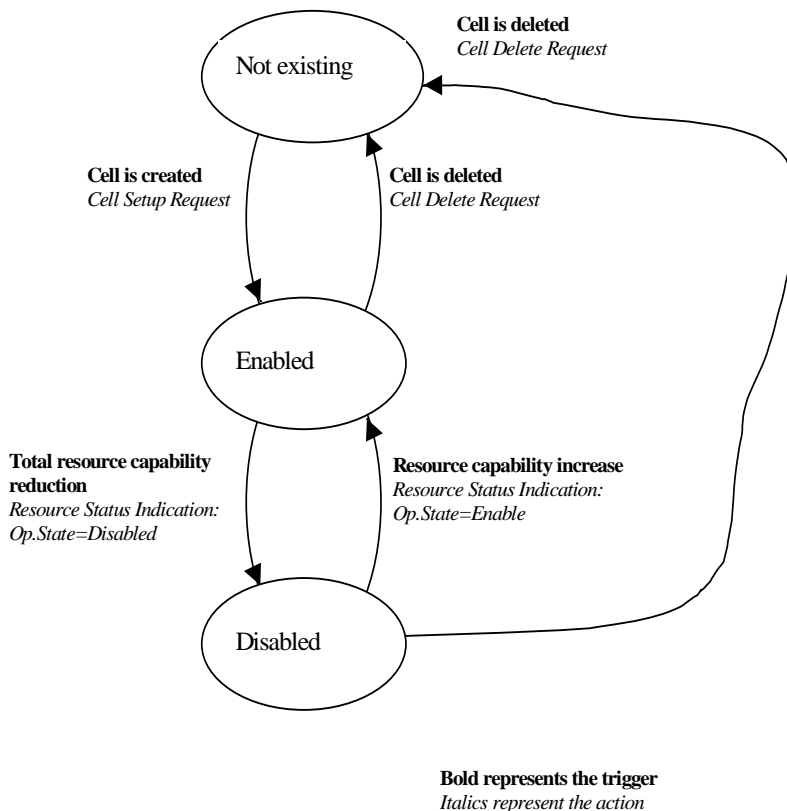 Cell is deleted
Cell Delete Request
Not existing
Cell is created
Cell Setup Request
Cell is deleted
Cell Delete Request
Enabled
Total resource capability
reduction
Resource Status Indication:
Op.State=Disabled
Resource capability increase
Resource Status Indication:
Op.State=Enable
Disabled
Bold represents the trigger
Italics represent the action